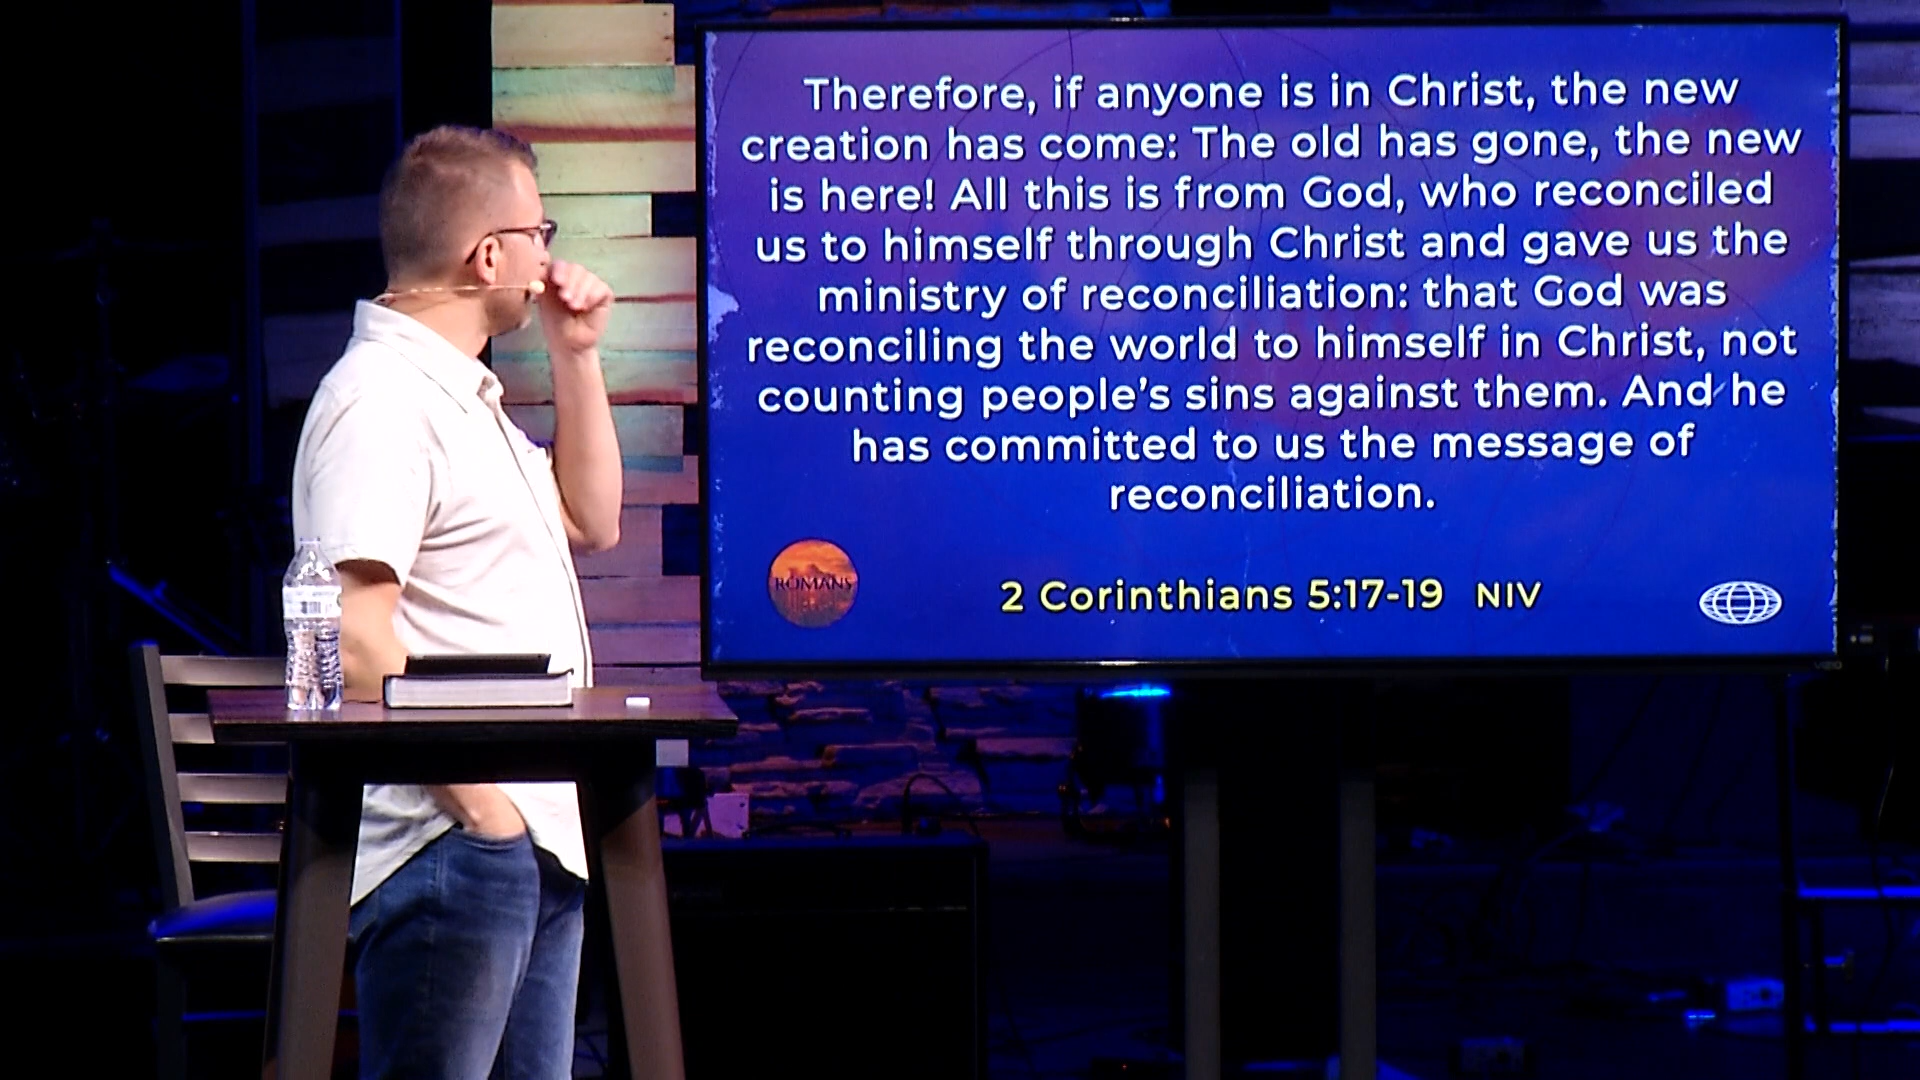 Therefore, if anyone is in Christ, the new
creation has come: The old has gone, the new
is here! All this is from God, who reconciled
us to himself through Christ and gave us the
ministry of reconciliation: that God was
reconciling the world to himself in Christ, not
counting people’s sins against them. And he
has committed to us the message of
reconciliation.
ROMANS
2 Corinthians 5:17-19 NIV
VIZIO